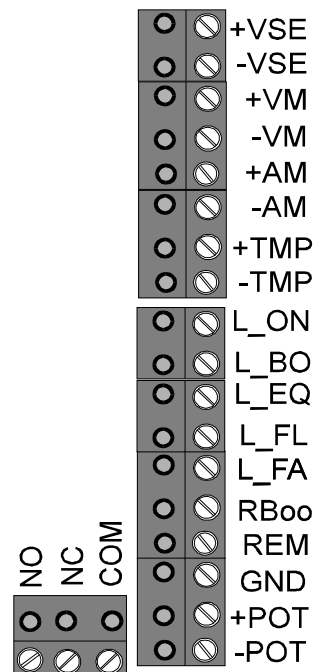 +VSE
-VSE
+VM
-VM
+AM
-AM
+TMP
-TMP
L_ON
L_BO
L_EQ
L_FL
L_FA
RBoo
REM
GND
+POT
-POT
NO
NC
COM